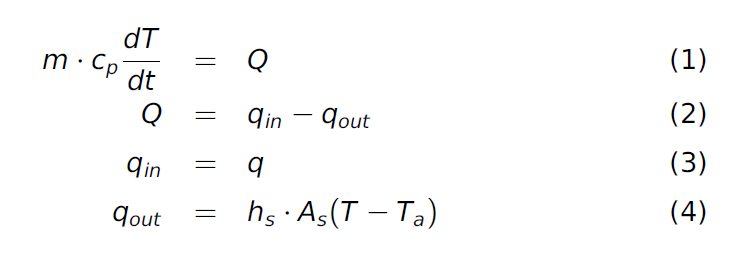 m · c_p dT/dt = Q (1)
Q = q_in − q_out (2)
q_in = q (3)
q_out = h_s · A_s(T − T_a) (4)